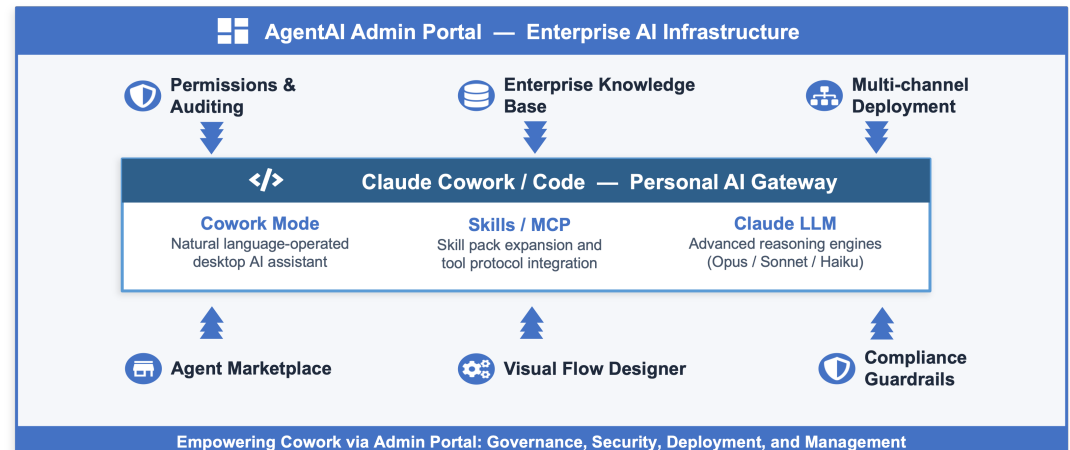 AgentAI Admin Portal — Enterprise AI Infrastructure
Permissions &
Auditing
Enterprise Knowledge
Base
Multi-channel
Deployment
</> Claude Cowork / Code — Personal AI Gateway
Cowork Mode
Natural language-operated
desktop AI assistant
Skills / MCP
Skill pack expansion and
tool protocol integration
Claude LLM
Advanced reasoning engines
(Opus / Sonnet / Haiku)
Agent Marketplace
Visual Flow Designer
Compliance
Guardrails
Empowering Cowork via Admin Portal: Governance, Security, Deployment, and Management